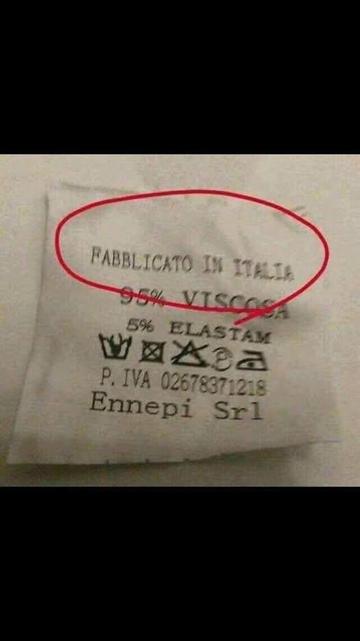 FABBLICATO IN ITALIA
95% VISCOSA
5% ELASTAM
P. IVA 02678371218
Ennepi Srl